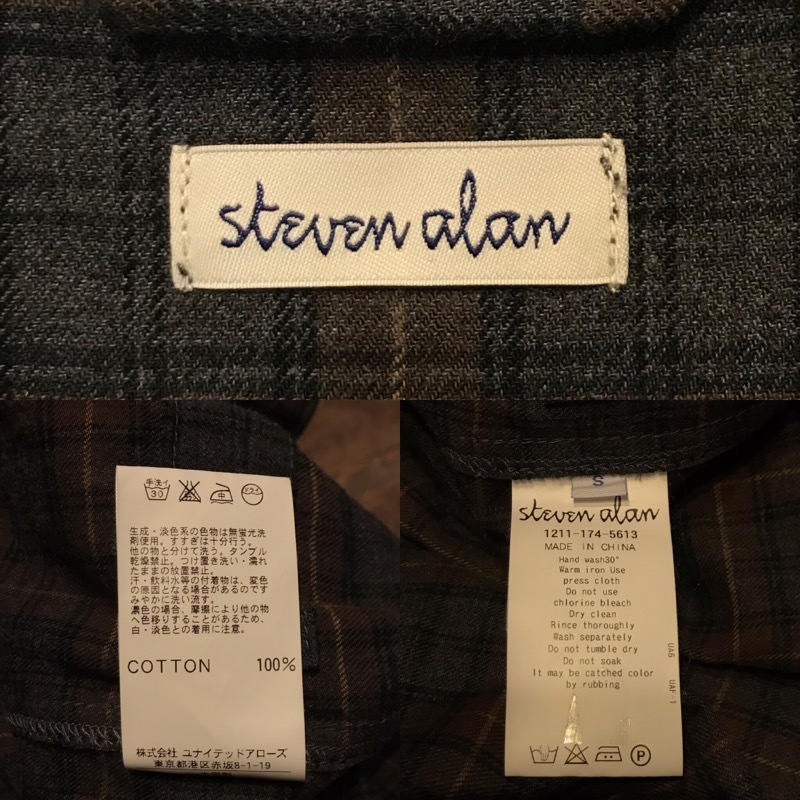 steven alan
手洗イ
30
ドライ
生成・淡色系の色物は無蛍光洗
剤使用。すすぎは十分行う。
他の物と分けて洗う。タンブル
乾燥禁止。つけ置き洗い・濡れ
たままの放置禁止。
汗・飲料水等の付着物は、変色
の原因となる場合があるのです
みやかに洗い流す。
濃色の場合、摩擦により他の物
へ色移りすることがあるため、
白・淡色との着用に注意。
COTTON 100%
株式会社 ユナイテッドアローズ
東京都港区赤坂8-1-19
S
steven alan
1211-174-5613
MADE IN CHINA
Hand wash30°
Warm iron Use
press cloth
Do not use
chlorine bleach
Dry clean
Rince thoroughly
Wash separately
Do not tumble dry
Do not soak
It may be catched color
by rubbing
UA6 UAF-1
P